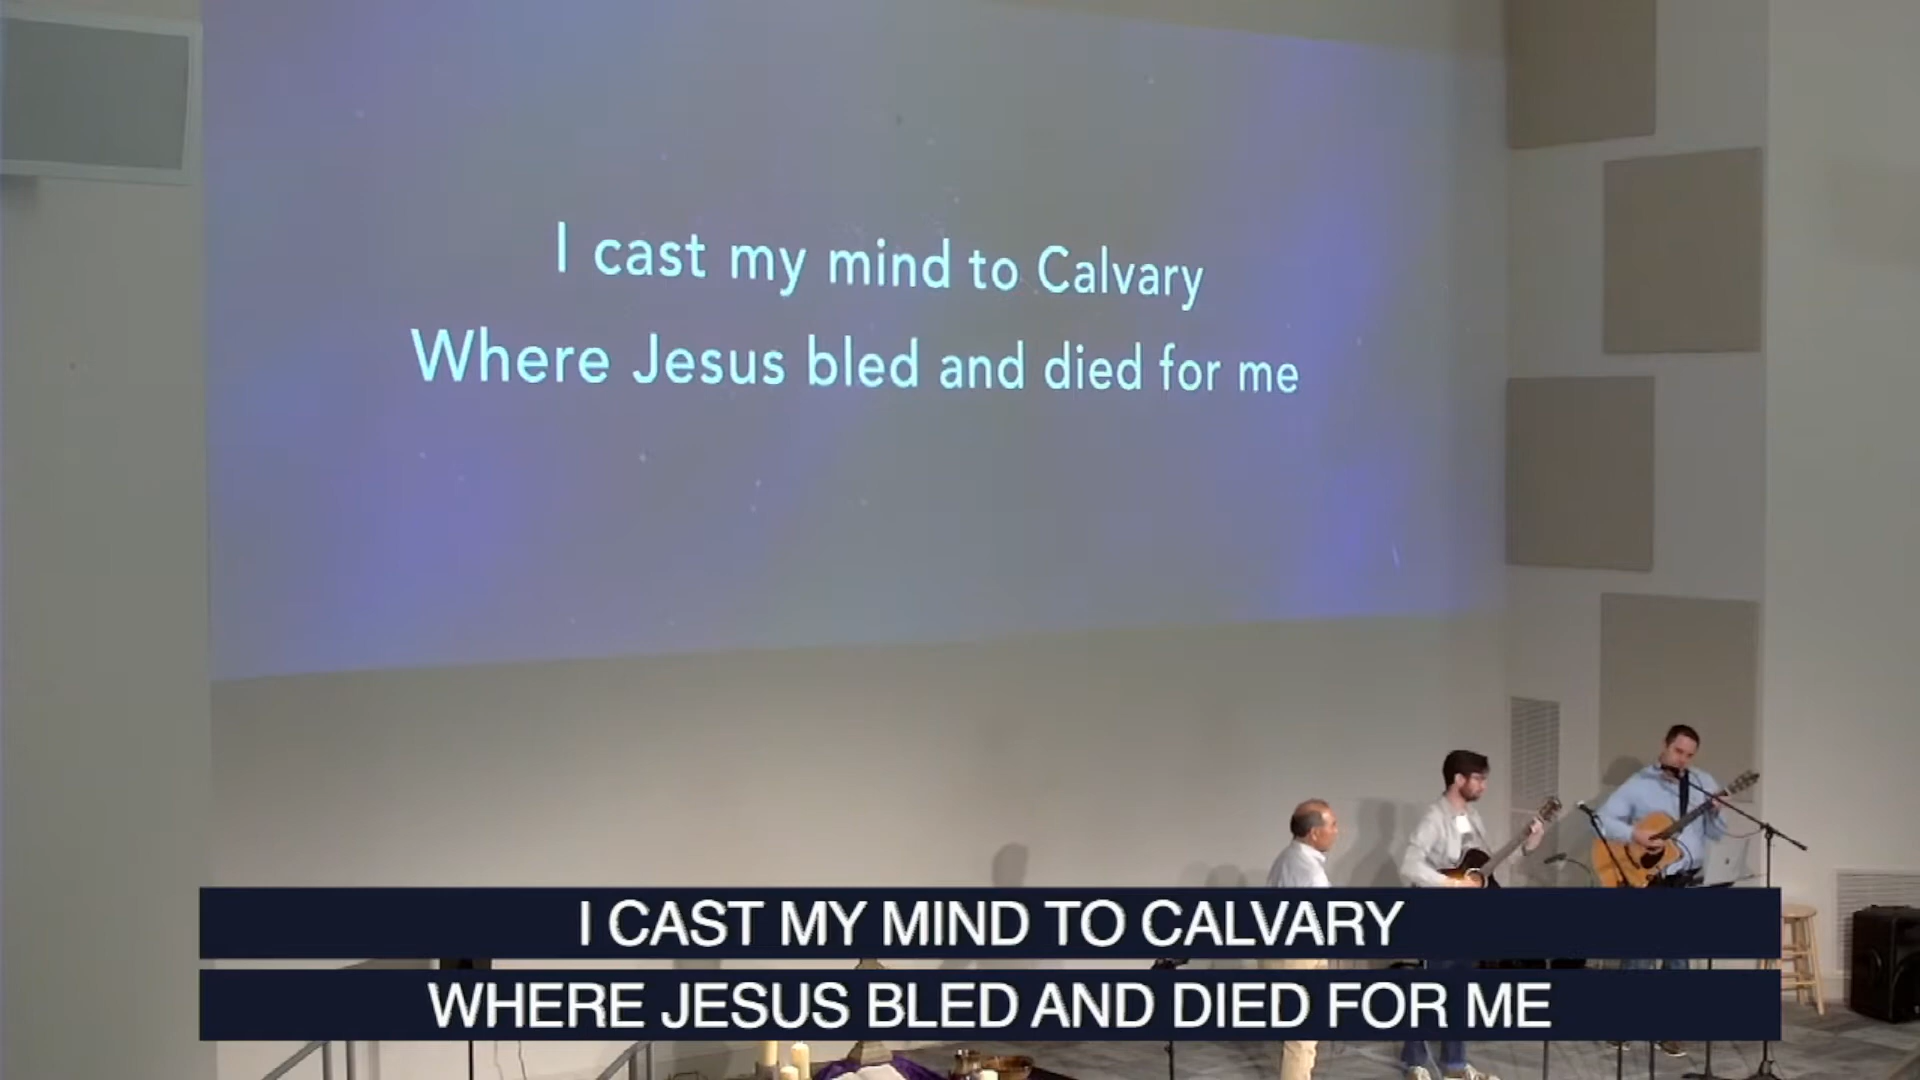 I cast my mind to Calvary
Where Jesus bled and died for me
I CAST MY MIND TO CALVARY
WHERE JESUS BLED AND DIED FOR ME